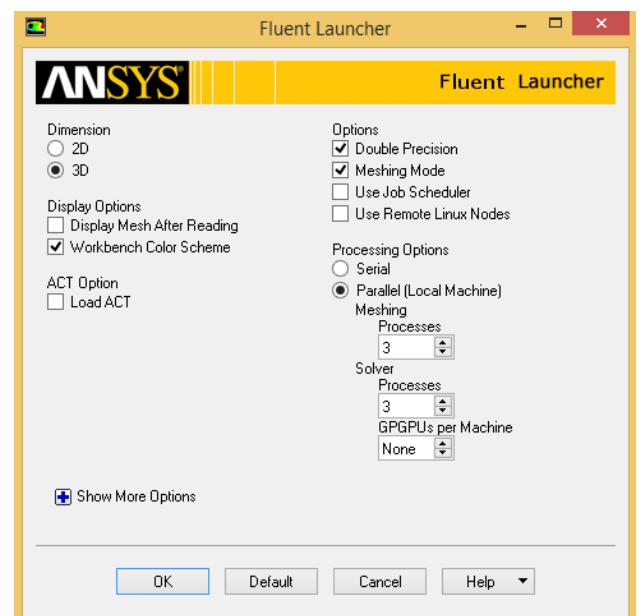 Fluent Launcher
ANSYS
Fluent Launcher
Dimension
2D
3D
Display Options
Display Mesh After Reading
Workbench Color Scheme
ACT Option
Load ACT
Options
Double Precision
Meshing Mode
Use Job Scheduler
Use Remote Linux Nodes
Processing Options
Serial
Parallel (Local Machine)
Meshing
Processes
3
Solver
Processes
3
GPGPUs per Machine
None
Show More Options
OK
Default
Cancel
Help